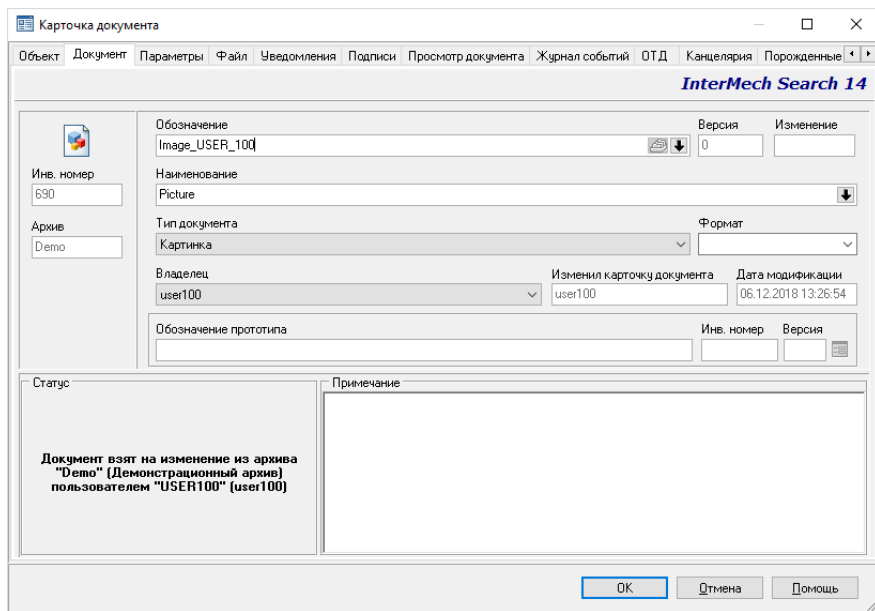 Карточка документа
Объект Документ Параметры Файл Уведомления Подписи Просмотр документа Журнал событий ОТД Канцелярия Порожденные
InterMech Search 14
Обозначение Версия Изменение
Image_USER_100 0
Инв. номер Наименование
690 Picture
Архив Тип документа Формат
Demo Картинка
Владелец Изменил карточку документа Дата модификации
user100 user100 06.12.2018 13:26:54
Обозначение прототипа Инв. номер Версия
Статус Примечание
Документ взят на изменение из архива
"Demo" (Демонстрационный архив)
пользователем "USER100" (user100)
OK Отмена Помощь